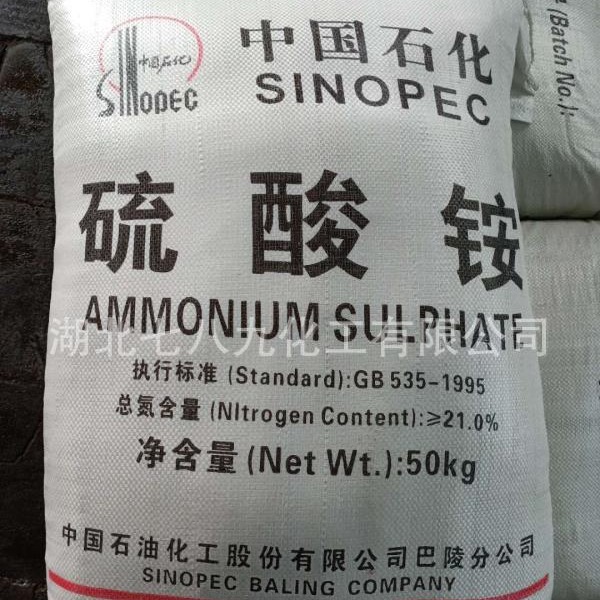 中国石化
SINOPEC
中国石化
SINOPEC
(Batch No.):
硫酸铵
AMMONIUM SULPHATE
湖北七八九化工有限公司
执行标准 (Standard):GB 535-1995
总氮含量 (NItrogen Content):≥21.0%
净含量 (Net Wt.):50kg
中国石油化工股份有限公司巴陵分公司
SINOPEC BALING COMPANY